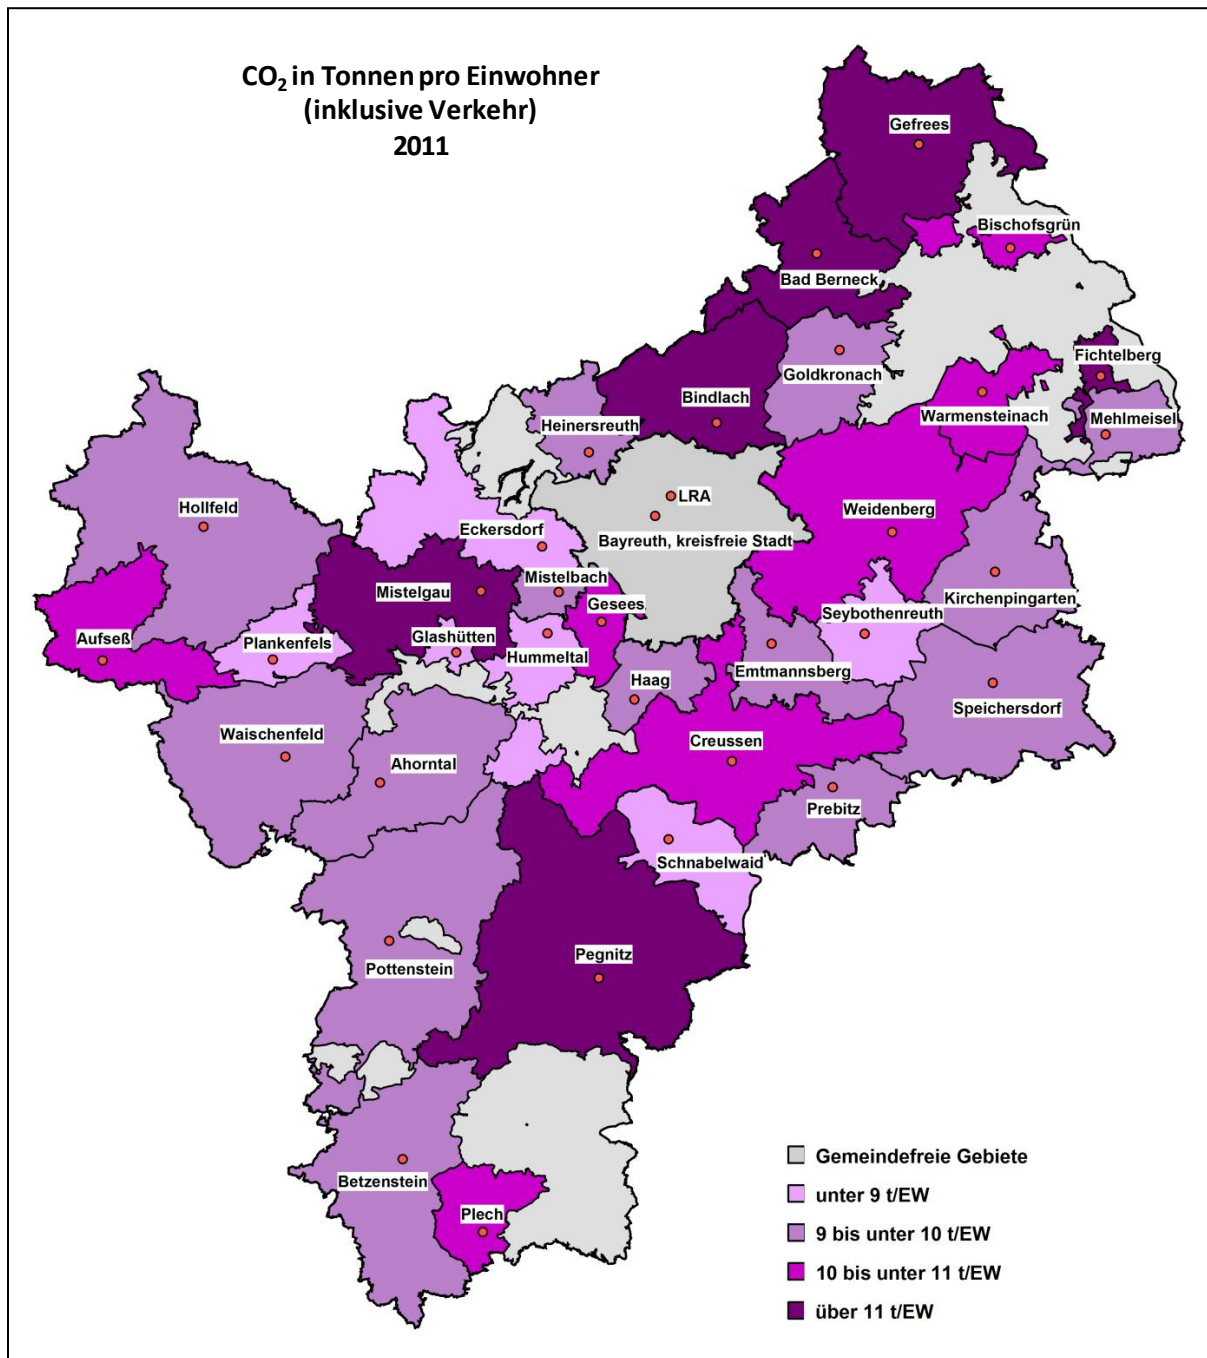 CO₂ in Tonnen pro Einwohner
(inklusive Verkehr)
2011
Gefrees
Bischofsgrün
Bad Berneck
Fichtelberg
Goldkronach
Warmensteinach
Mehlmeisel
Bindlach
Heinersreuth
Hollfeld
LRA
Bayreuth, kreisfreie Stadt
Weidenberg
Eckersdorf
Mistelbach
Mistelgau
Gesees
Kirchenpingarten
Seybothenreuth
Aufseß
Plankenfels
Glashütten
Hummeltal
Emtmannsberg
Haag
Speichersdorf
Waischenfeld
Ahorntal
Creussen
Prebitz
Schnabelwaid
Pottenstein
Pegnitz
Betzenstein
Plech
Gemeindefreie Gebiete
unter 9 t/EW
9 bis unter 10 t/EW
10 bis unter 11 t/EW
über 11 t/EW